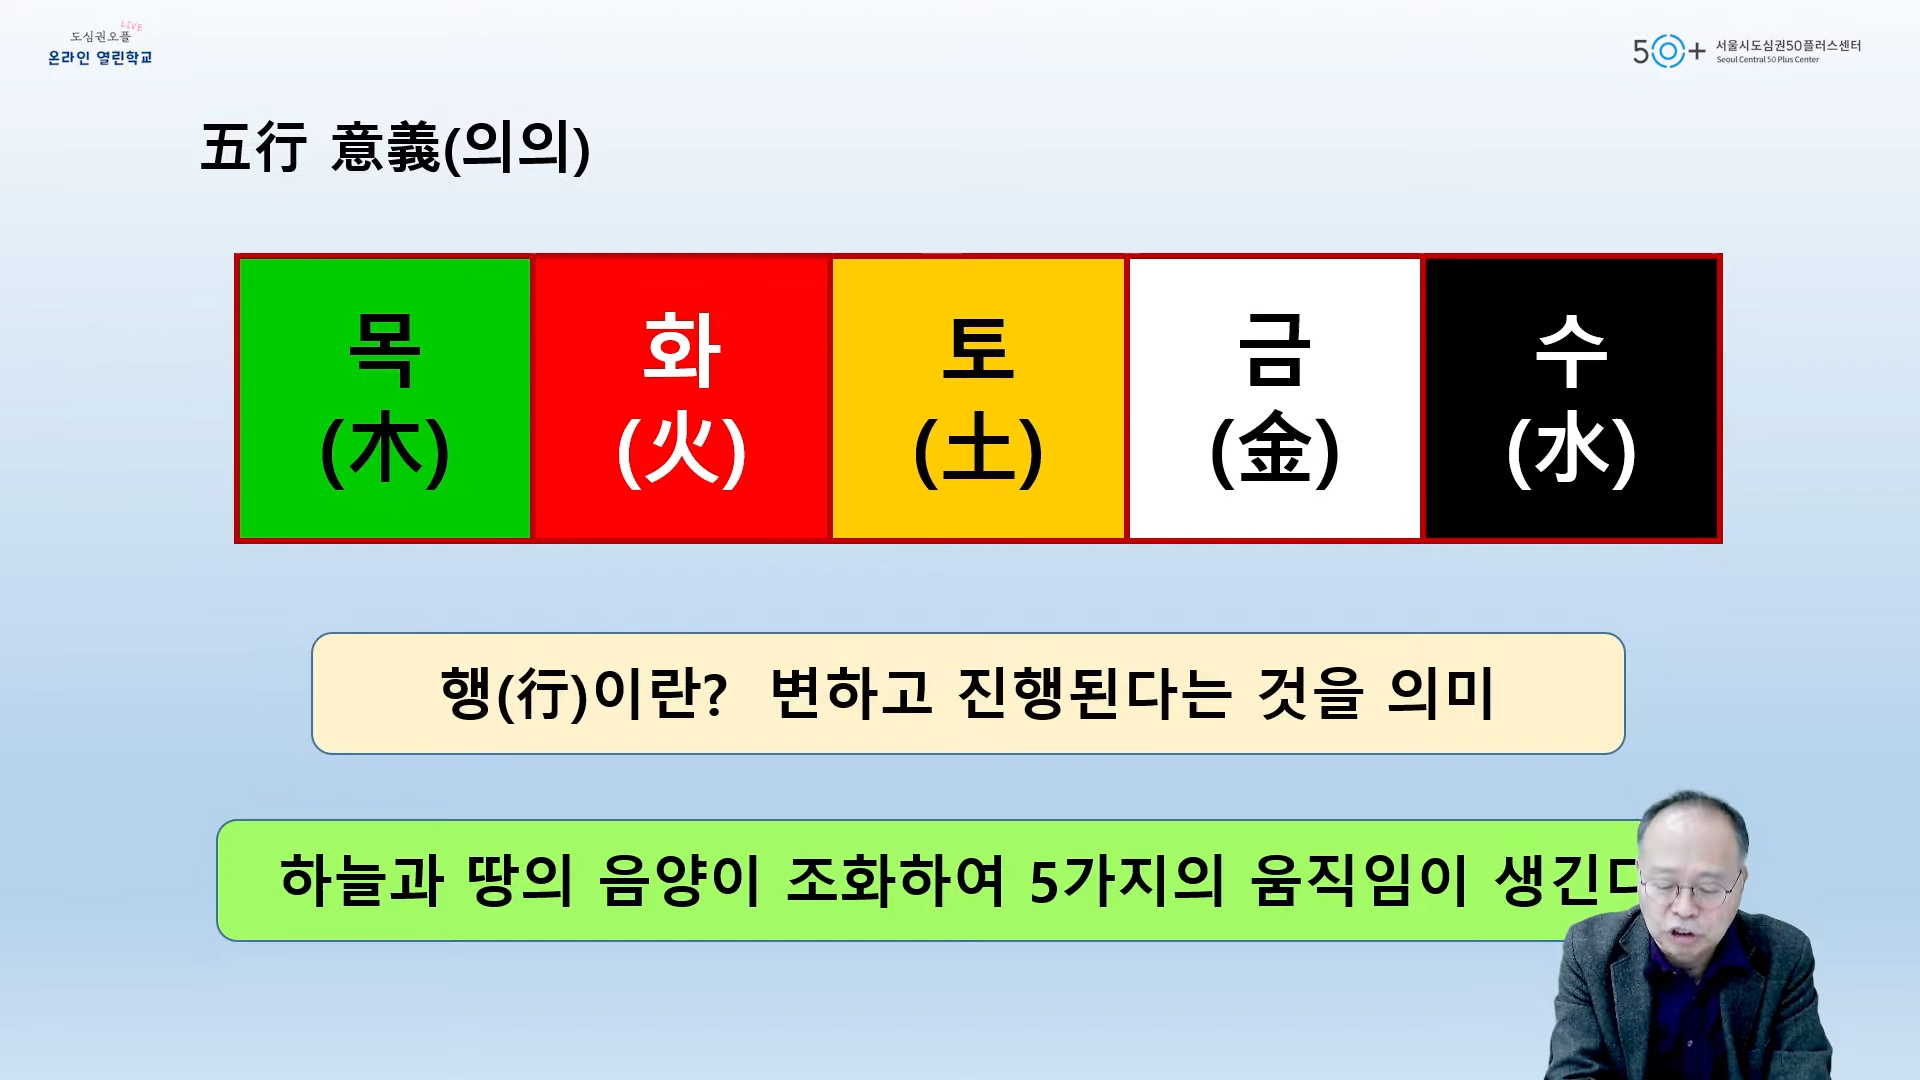 LIVE
도심권오플
온라인 열린학교
50+ 서울시도심권50플러스센터
Seoul Central 50 Plus Center
五行 意義(의의)
목 화 토 금 수
(木) (火) (土) (金) (水)
행(行)이란? 변하고 진행된다는 것을 의미
하늘과 땅의 음양이 조화하여 5가지의 움직임이 생긴다